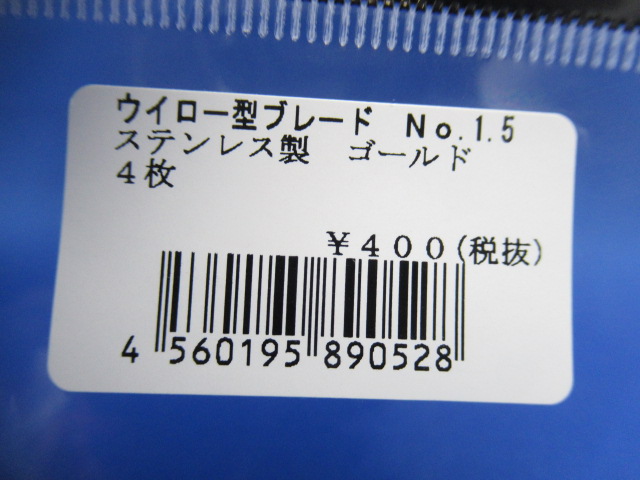 ウイロー型ブレード　Ｎｏ.1.5
ステンレス製　ゴールド
４枚
￥４００(税抜)
4 560195 890528